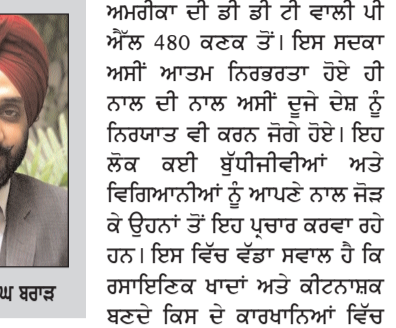 ਅਮਰੀਕਾ ਦੀ ਡੀ ਡੀ ਟੀ ਵਾਲੀ ਪੀ
ਐੱਲ 480 ਕਣਕ ਤੋਂ। ਇਸ ਸਦਕਾ
ਅਸੀਂ ਆਤਮ ਨਿਰਭਰਤਾ ਹੋਏ ਹੀ
ਨਾਲ ਦੀ ਨਾਲ ਅਸੀਂ ਦੂਜੇ ਦੇਸ਼ ਨੂੰ
ਨਿਰਯਾਤ ਵੀ ਕਰਨ ਜੋਗੇ ਹੋਏ। ਇਹ
ਲੋਕ ਕਈ ਬੁੱਧੀਜੀਵੀਆਂ ਅਤੇ
ਵਿਗਿਆਨੀਆਂ ਨੂੰ ਆਪਣੇ ਨਾਲ ਜੋੜ
ਕੇ ਉਹਨਾਂ ਤੋਂ ਇਹ ਪ੍ਰਚਾਰ ਕਰਵਾ ਰਹੇ
ਹਨ। ਇਸ ਵਿੱਚ ਵੱਡਾ ਸਵਾਲ ਹੈ ਕਿ
ਰਸਾਇਣਿਕ ਖਾਦਾਂ ਅਤੇ ਕੀਟਨਾਸ਼ਕ
ਬਣਦੇ ਕਿਸ ਦੇ ਕਾਰਖਾਨਿਆਂ ਵਿੱਚ
ਬਰਾੜ